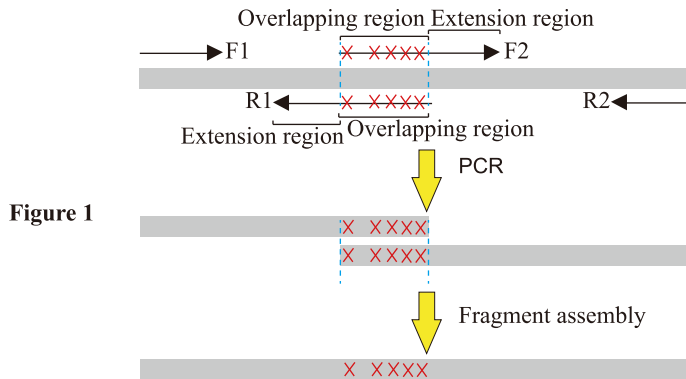 Overlapping region Extension region
F1
F2
R1
R2
Extension region
Overlapping region
PCR
Figure 1
Fragment assembly